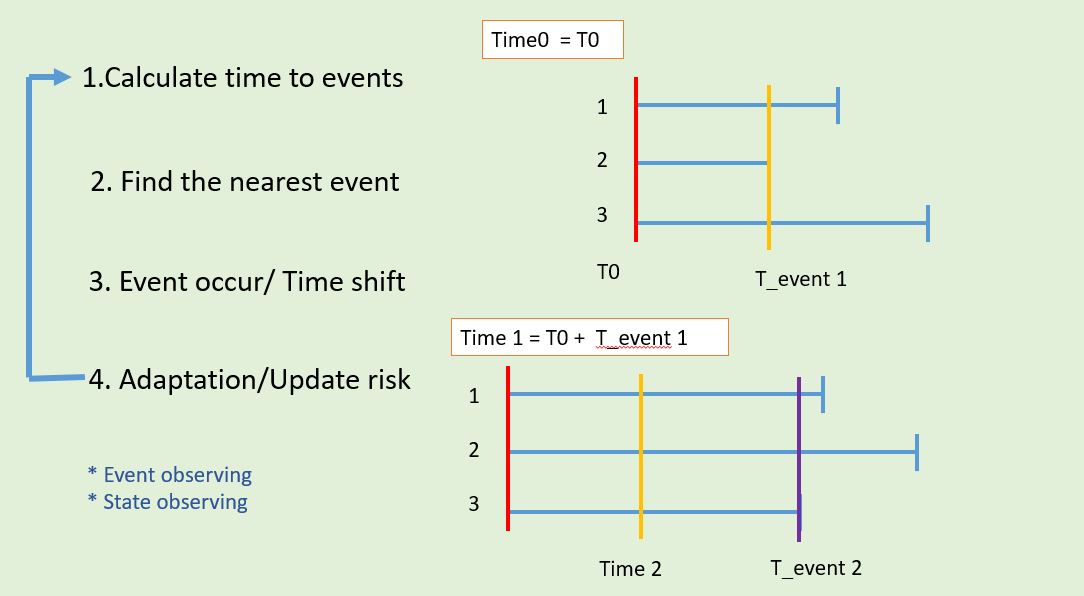 Time0 = T0
1.Calculate time to events
2. Find the nearest event
3. Event occur/ Time shift
4. Adaptation/Update risk
* Event observing
* State observing
1
2
3
T0
T_event 1
Time 1 = T0 + T_event 1
1
2
3
Time 2
T_event 2